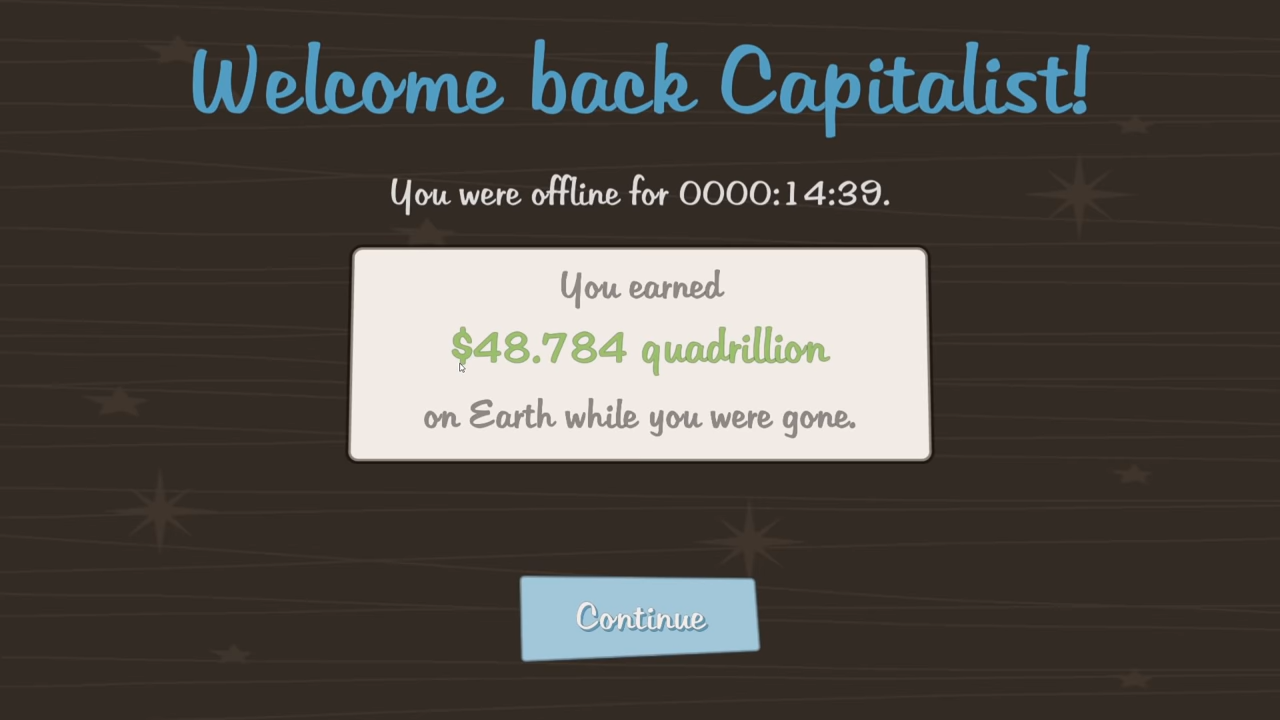 Welcome back Capitalist!
You were offline for 0000:14:39.
You earned
$48.784 quadrillion
on Earth while you were gone.
Continue